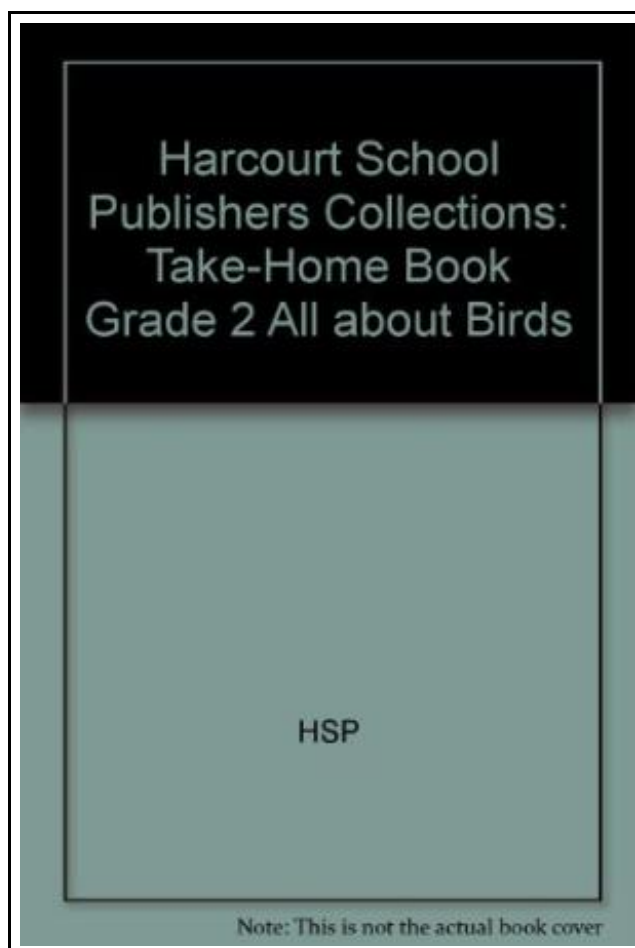 Harcourt School
Publishers Collections:
Take-Home Book
Grade 2 All about Birds
HSP
Note: This is not the actual book cover